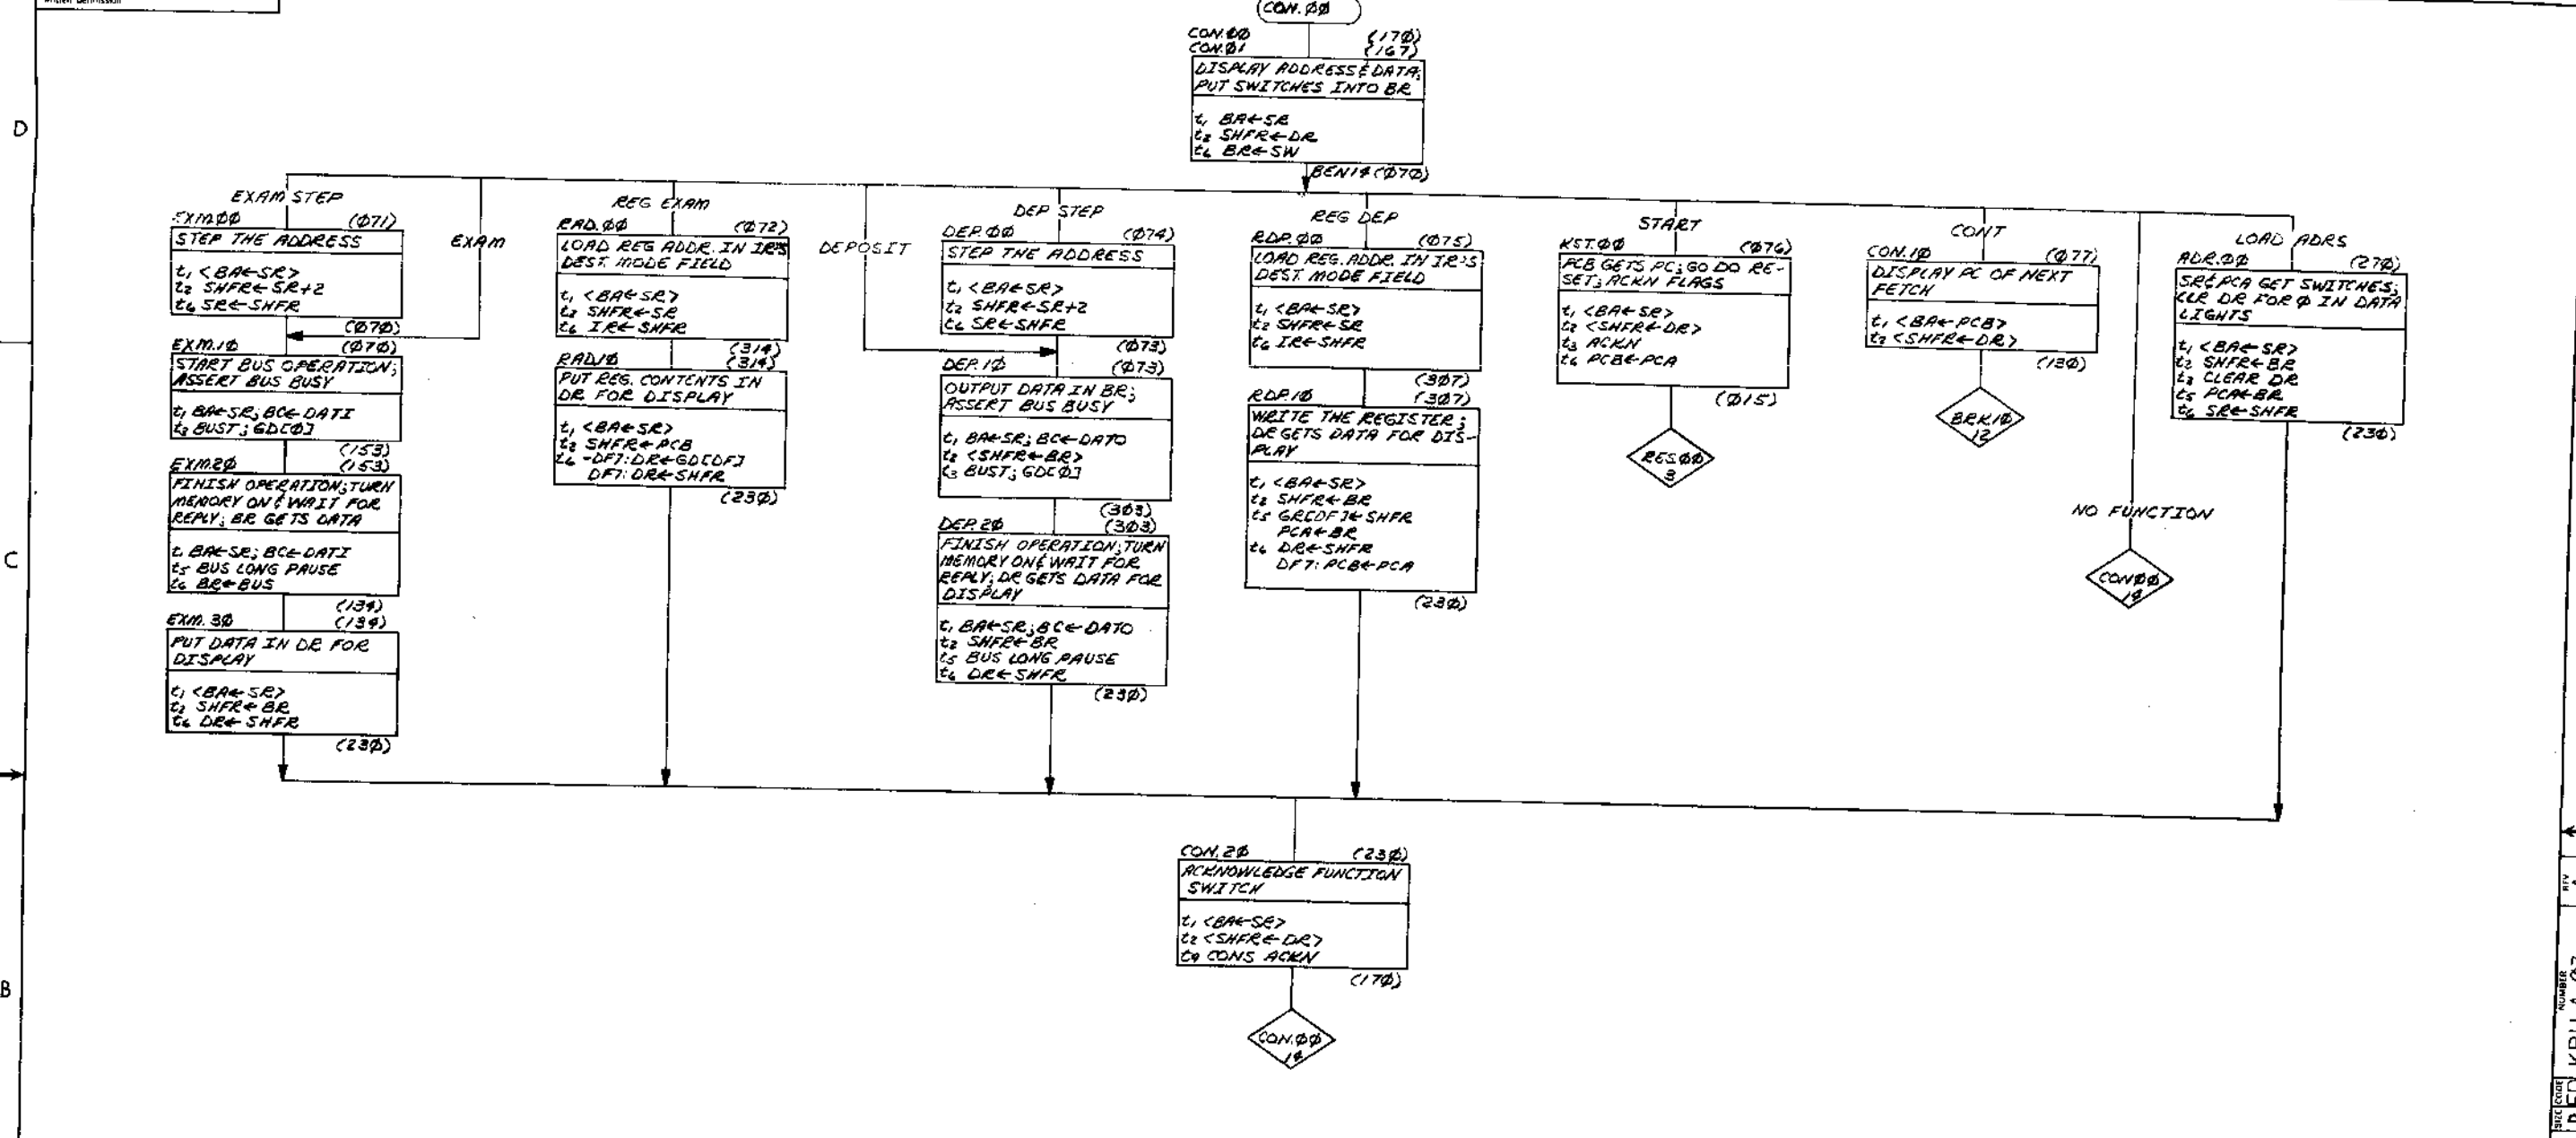 CON.ØØ
CON.ØØ (17Ø)
CON.Ø1 (167)
DISPLAY ADDRESS & DATA;
PUT SWITCHES INTO BR
t1 BA←SR
t2 SHFR←DR
t6 BR←SW
BEN14 (Ø7Ø)
D
EXAM STEP
EXM.ØØ (Ø71)
STEP THE ADDRESS
t1 <BA←SR>
t2 SHFR←SR+2
t6 SR←SHFR
(Ø7Ø)
EXAM
EXM.1Ø (Ø7Ø)
START BUS OPERATION;
ASSERT BUS BUSY
t1 BA←SR; BC←DATI
t3 BUST; GD[Ø]
(153)
EXM.2Ø (153)
FINISH OPERATION; TURN
MEMORY ON & WAIT FOR
REPLY; BR GETS DATA
t1 BA←SR; BC←DATI
t5 BUS LONG PAUSE
t6 BR←BUS
(134)
EXM.3Ø (134)
PUT DATA IN DR FOR
DISPLAY
t1 <BA←SR>
t2 SHFR←BR
t6 DR←SHFR
(23Ø)
REG EXAM
RAD.ØØ (Ø72)
LOAD REG ADDR. IN IR'S
DEST. MODE FIELD
t1 <BA←SR>
t2 SHFR←SR
t6 IR←SHFR
(314)
RAD1Ø (314)
PUT REG. CONTENTS IN
DR FOR DISPLAY
t1 <BA←SR>
t2 SHFR←PCB
t6 -DF7: DR←GD[DF]
DF7: DR←SHFR
(23Ø)
DEPOSIT
DEP STEP
DEP.ØØ (Ø74)
STEP THE ADDRESS
t1 <BA←SR>
t2 SHFR←SR+2
t6 SR←SHFR
(Ø73)
DEP.1Ø (Ø73)
OUTPUT DATA IN BR;
ASSERT BUS BUSY
t1 BA←SR; BC←DATO
t2 <SHFR←BR>
t3 BUST; GD[Ø]
(3Ø3)
DEP.2Ø (3Ø3)
FINISH OPERATION; TURN
MEMORY ON & WAIT FOR
REPLY; DR GETS DATA FOR
DISPLAY
t1 BA←SR; BC←DATO
t2 SHFR←BR
t5 BUS LONG PAUSE
t6 DR←SHFR
(23Ø)
REG DEP
RDP.ØØ (Ø75)
LOAD REG. ADDR. IN IR'S
DEST. MODE FIELD
t1 <BA←SR>
t2 SHFR←SR
t6 IR←SHFR
(3Ø7)
RDP.1Ø (3Ø7)
WRITE THE REGISTER;
DR GETS DATA FOR DIS-
PLAY
t1 <BA←SR>
t2 SHFR←BR
t5 GR[DF]←SHFR
PCA←BR
t6 DR←SHFR
DF7: PCB←PCA
(23Ø)
START
KST.ØØ (Ø76)
PCB GETS PC; GO DO RE-
SET; ACKN FLAGS
t1 <BA←SR>
t2 <SHFR←DR>
t3 ACKN
t6 PCB←PCA
(Ø15)
RES.ØØ
3
CONT
CON.1Ø (Ø77)
DISPLAY PC OF NEXT
FETCH
t1 <BA←PCB>
t2 <SHFR←DR>
(13Ø)
BRK.1Ø
12
NO FUNCTION
CON.ØØ
14
LOAD ADRS
ADR.ØØ (27Ø)
SR & PCA GET SWITCHES;
CLR DR FOR Ø IN DATA
LIGHTS
t1 <BA←SR>
t2 SHFR←BR
t3 CLEAR DR
t5 PCA←BR
t6 SR←SHFR
(23Ø)
C
CON.2Ø (23Ø)
ACKNOWLEDGE FUNCTION
SWITCH
t1 <BA←SR>
t2 <SHFR←DR>
t4 CONS ACKN
(17Ø)
CON.ØØ
14
B
REV
NUMBER
SIZE CODE